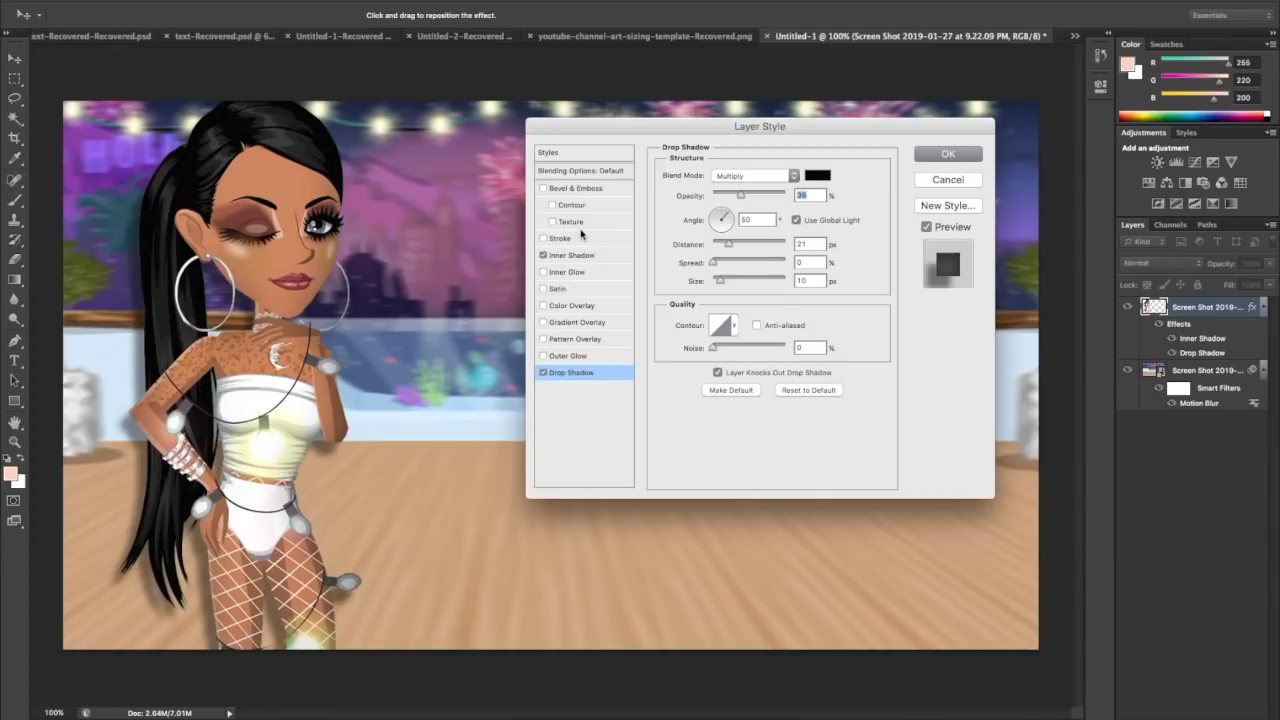 Click and drag to reposition the effect.
Essentials
ext-Recovered-Recovered.psd
text-Recovered.psd @ 6...
Untitled-1-Recovered ...
Untitled-2-Recovered ...
youtube-channel-art-sizing-template-Recovered.png
Untitled-1 @ 100% (Screen Shot 2019-01-27 at 9.22.09 PM, RGB/8) *
Layer Style
Styles
Blending Options: Default
Bevel & Emboss
Contour
Texture
Stroke
Inner Shadow
Inner Glow
Satin
Color Overlay
Gradient Overlay
Pattern Overlay
Outer Glow
Drop Shadow
Drop Shadow
Structure
Blend Mode: Multiply
Opacity: 39 %
Angle: 50 ° Use Global Light
Distance: 21 px
Spread: 0 %
Size: 10 px
Quality
Contour: Anti-aliased
Noise: 0 %
Layer Knocks Out Drop Shadow
Make Default Reset to Default
OK
Cancel
New Style...
Preview
Color Swatches
R 255
G 220
B 200
Adjustments Styles
Add an adjustment
Layers Channels Paths
Kind
Normal Opacity: 100%
Lock: Fill: 100%
Screen Shot 2019-... fx
Effects
Inner Shadow
Drop Shadow
Screen Shot 2019-...
Smart Filters
Motion Blur
100% Doc: 2.64M/7.01M